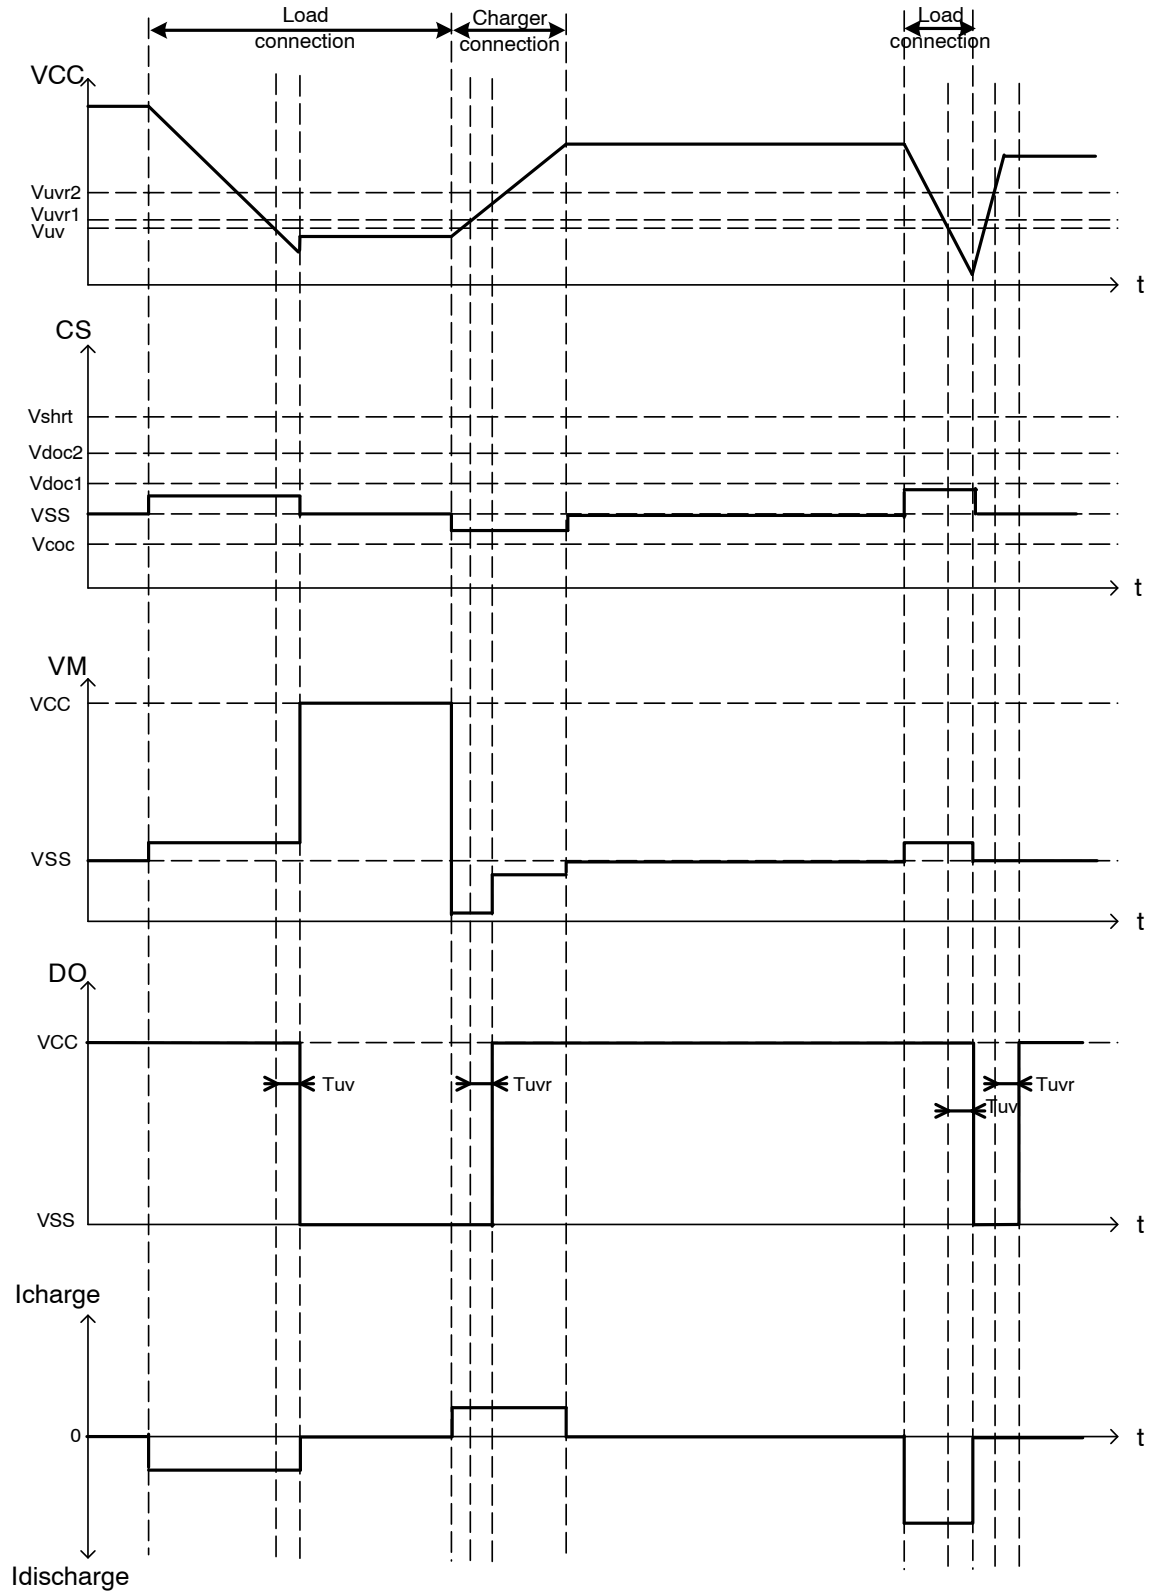 Load
connection
Charger
connection
Load
connection
VCC
Vuvr2
Vuvr1
Vuv
t
CS
Vshrt
Vdoc2
Vdoc1
VSS
Vcoc
t
VM
VCC
VSS
t
DO
VCC
Tuv
Tuvr
Tuv
Tuvr
VSS
t
Icharge
0
t
Idischarge